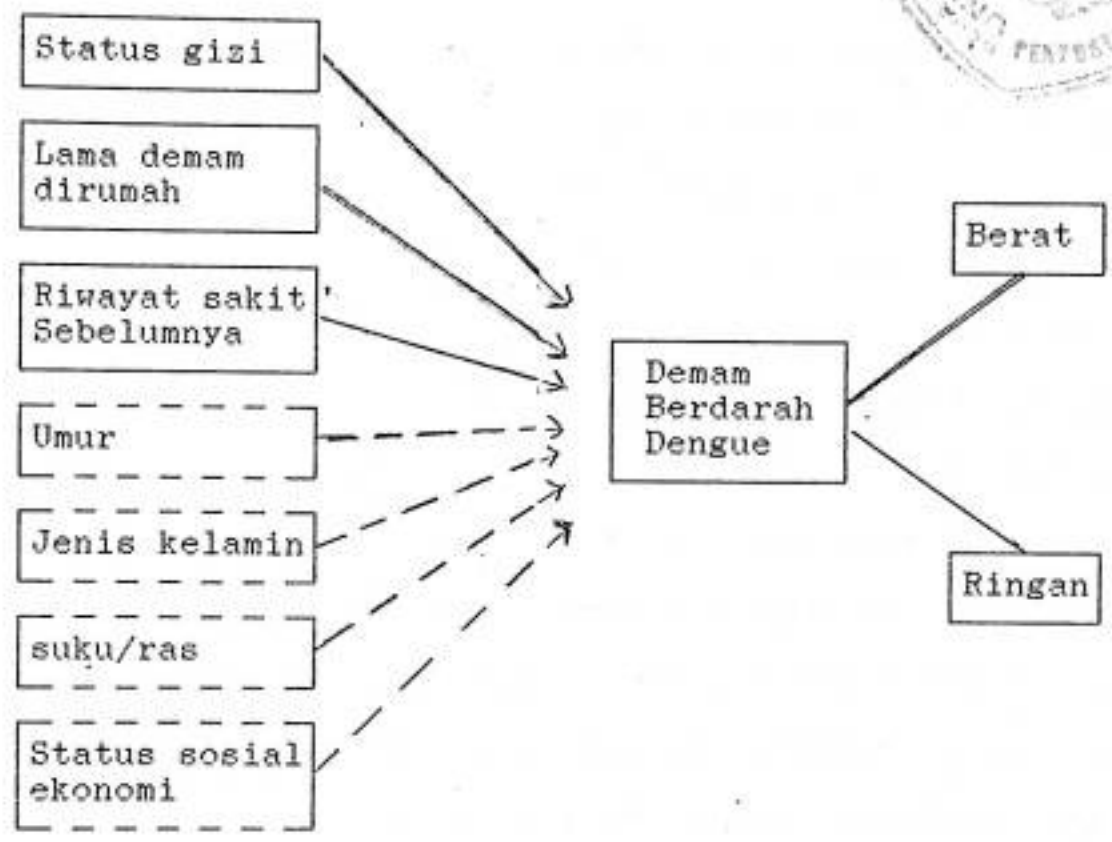 Status gizi
Lama demam
dirumah
Riwayat sakit
Sebelumnya
Umur
Jenis kelamin
suku/ras
Status sosial
ekonomi
Demam
Berdarah
Dengue
Berat
Ringan